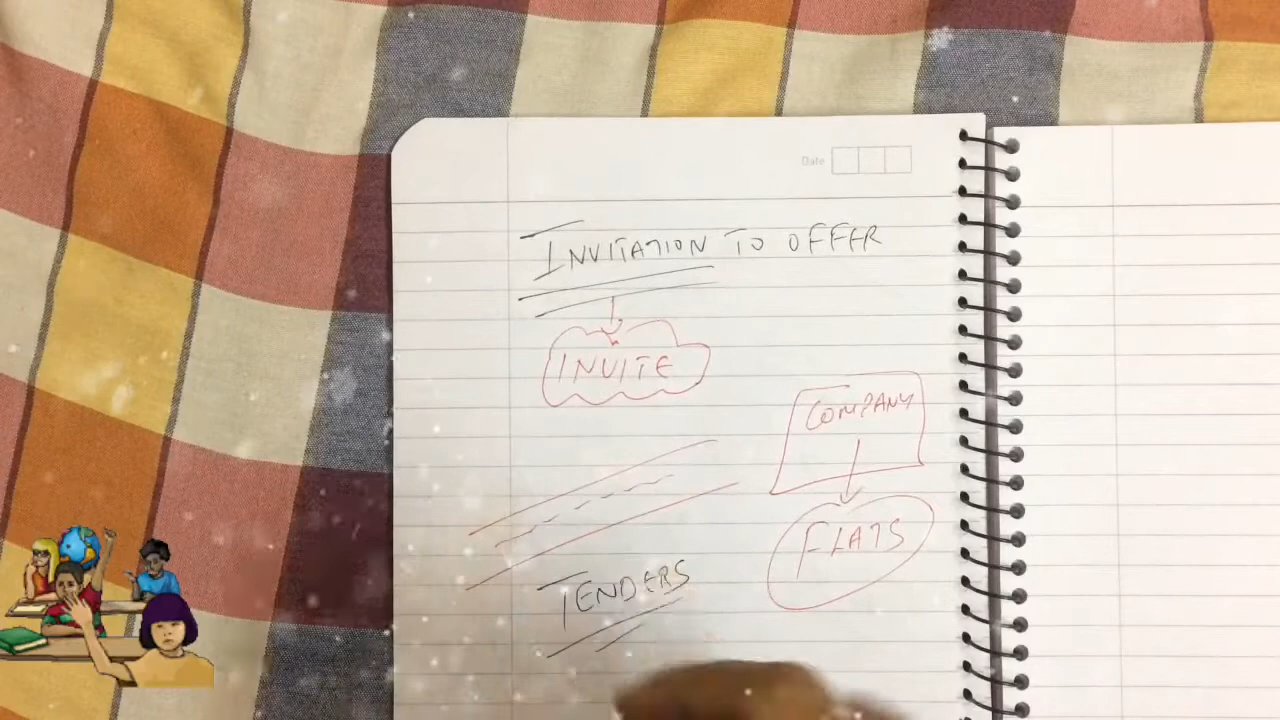 Date
INVITATION TO OFFER
INVITE
COMPANY
FLATS
TENDERS